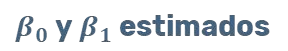 β₀ y β₁ estimados